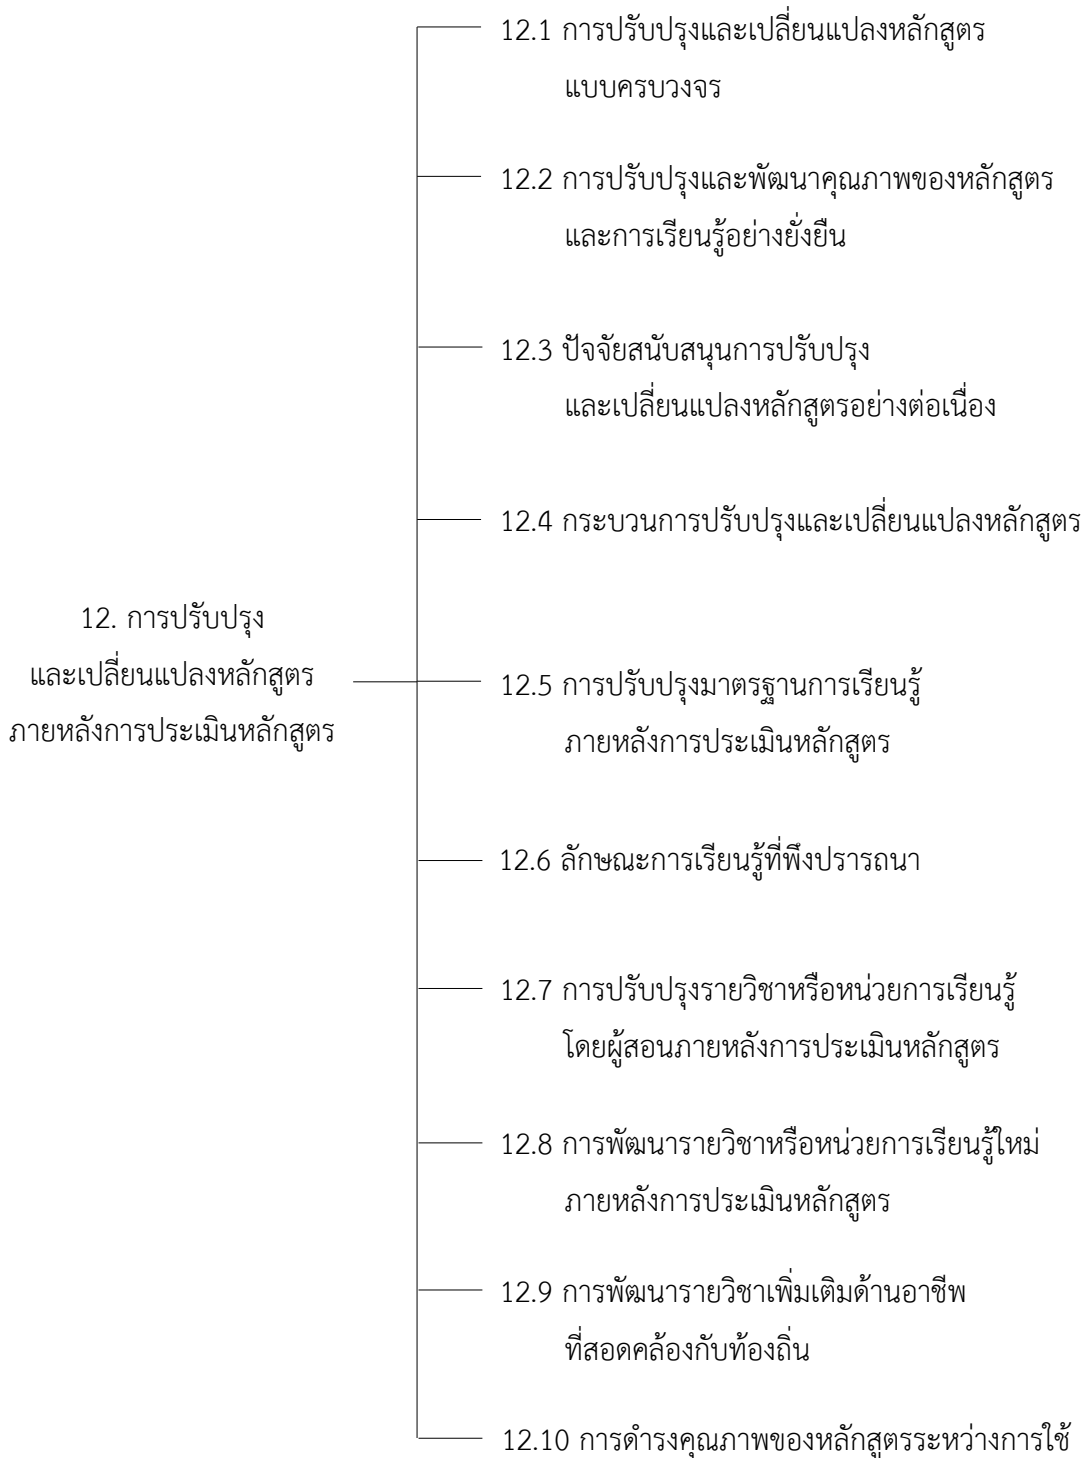 12.1 การปรับปรุงและเปลี่ยนแปลงหลักสูตร
แบบครบวงจร
12.2 การปรับปรุงและพัฒนาคุณภาพของหลักสูตร
และการเรียนรู้อย่างยั่งยืน
12.3 ปัจจัยสนับสนุนการปรับปรุง
และเปลี่ยนแปลงหลักสูตรอย่างต่อเนื่อง
12.4 กระบวนการปรับปรุงและเปลี่ยนแปลงหลักสูตร
12. การปรับปรุง
และเปลี่ยนแปลงหลักสูตร
ภายหลังการประเมินหลักสูตร
12.5 การปรับปรุงมาตรฐานการเรียนรู้
ภายหลังการประเมินหลักสูตร
12.6 ลักษณะการเรียนรู้ที่พึงปรารถนา
12.7 การปรับปรุงรายวิชาหรือหน่วยการเรียนรู้
โดยผู้สอนภายหลังการประเมินหลักสูตร
12.8 การพัฒนารายวิชาหรือหน่วยการเรียนรู้ใหม่
ภายหลังการประเมินหลักสูตร
12.9 การพัฒนารายวิชาเพิ่มเติมด้านอาชีพ
ที่สอดคล้องกับท้องถิ่น
12.10 การดำรงคุณภาพของหลักสูตรระหว่างการใช้